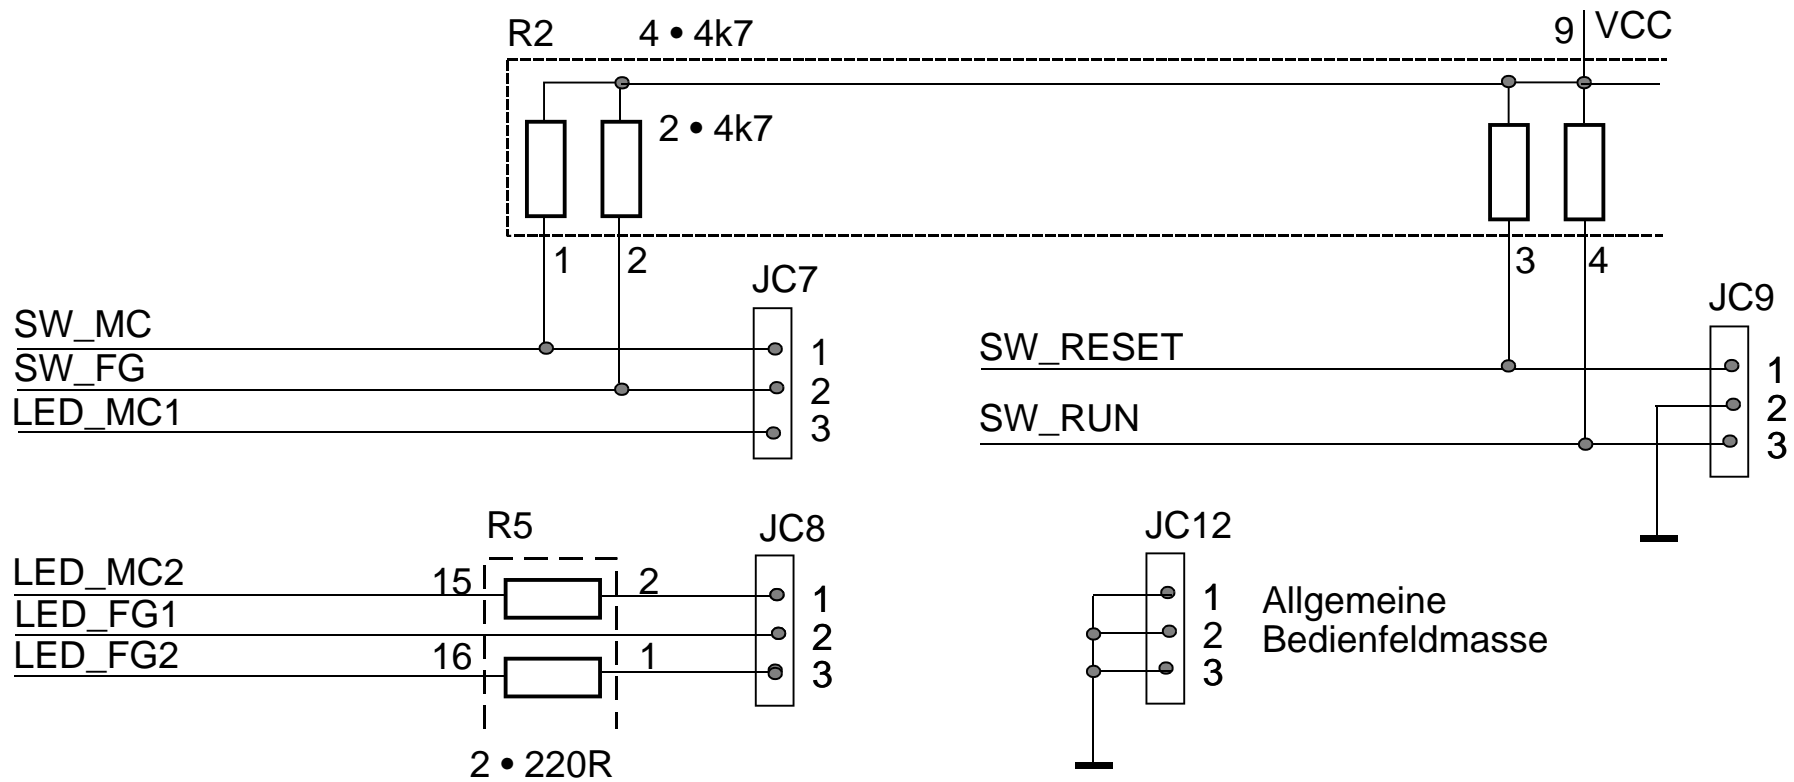 R2 4 • 4k7 9 VCC
2 • 4k7
1 2 3 4
JC7
SW_MC
1
SW_FG
2
LED_MC1
3
JC9
SW_RESET
1
2
SW_RUN
3
R5
JC8
LED_MC2 15 2
1
LED_FG1
2
LED_FG2 16 1
3
2 • 220R
JC12
1
2
3
Allgemeine
Bedienfeldmasse